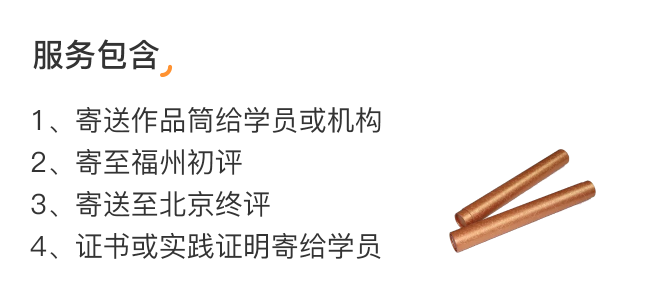 服务包含
1、寄送作品筒给学员或机构
2、寄至福州初评
3、寄送至北京终评
4、证书或实践证明寄给学员